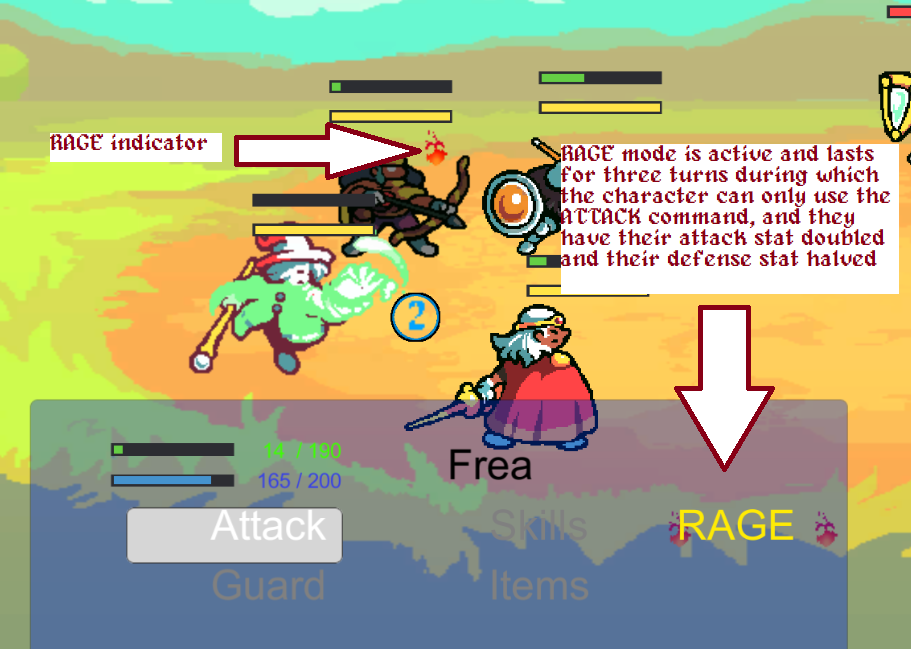 RAGE indicator
RAGE mode is active and lasts
for three turns during which
the character can only use the
ATTACK command, and they
have their attack stat doubled
and their defense stat halved
2
14 / 190
165 / 200
Frea
Attack
Skills
RAGE
Guard
Items